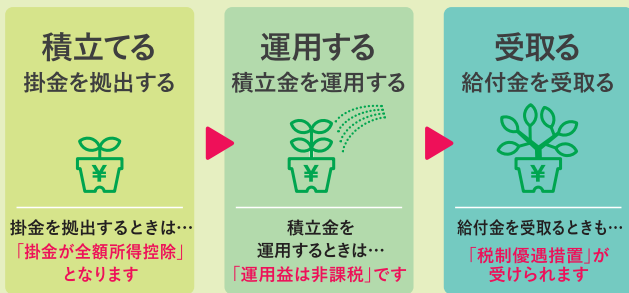 積立てる
掛金を拠出する
¥
掛金を拠出するときは…
「掛金が全額所得控除」
となります
運用する
積立金を運用する
¥
積立金を
運用するときは…
「運用益は非課税」です
受取る
給付金を受取る
¥
給付金を受取るときも…
「税制優遇措置」が
受けられます